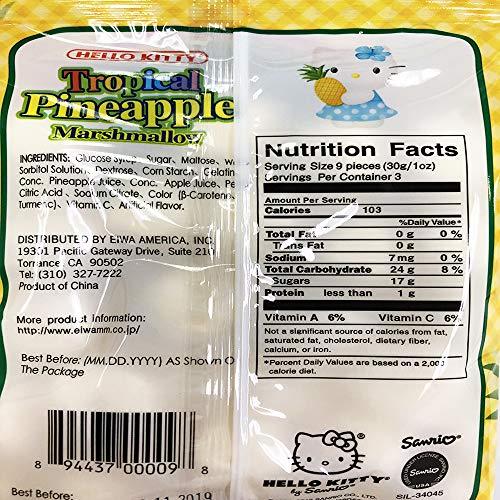 HELLO KITTY
Tropical
Pineapple
Marshmallow
INGREDIENTS: Glucose Syrup, Sugar, Maltose,
Sorbitol Solution, Dextrose, Corn Starch, Gelatin
Conc. Pineapple Juice, Conc. Apple Juice,
Citric Acid, Sodium Citrate, Color (β-Carotene,
Turmeric), Vitamin C, Artificial Flavor.
DISTRIBUTED BY EIWA AMERICA, INC.
19301 Pacific Gateway Drive, Suite 210
Torrance, CA 90502
Tel: (310) 327-7222
Product of China
More product information:
http://www.eiwamm.co.jp/
Best Before: (MM.DD.YYYY) AS Shown O
The Package
8 94437 00009 8
Best Before: 11 2019
Nutrition Facts
Serving Size 9 pieces (30g/1oz)
Servings Per Container 3
Amount Per Serving
Calories 103
%Daily Value*
Total Fat 0 g 0 %
Trans Fat 0 g
Sodium 7 mg 0 %
Total Carbohydrate 24 g 8 %
Sugars 17 g
Protein less than 1 g
Vitamin A 6% Vitamin C 6%
Not a significant source of calories from fat,
saturated fat, cholesterol, dietary fiber,
calcium, or iron.
*Percent Daily Values are based on a 2,000
calorie diet.
HELLO KITTY
by Sanrio
Sanrio
Sanrio
USA
SIL-34045